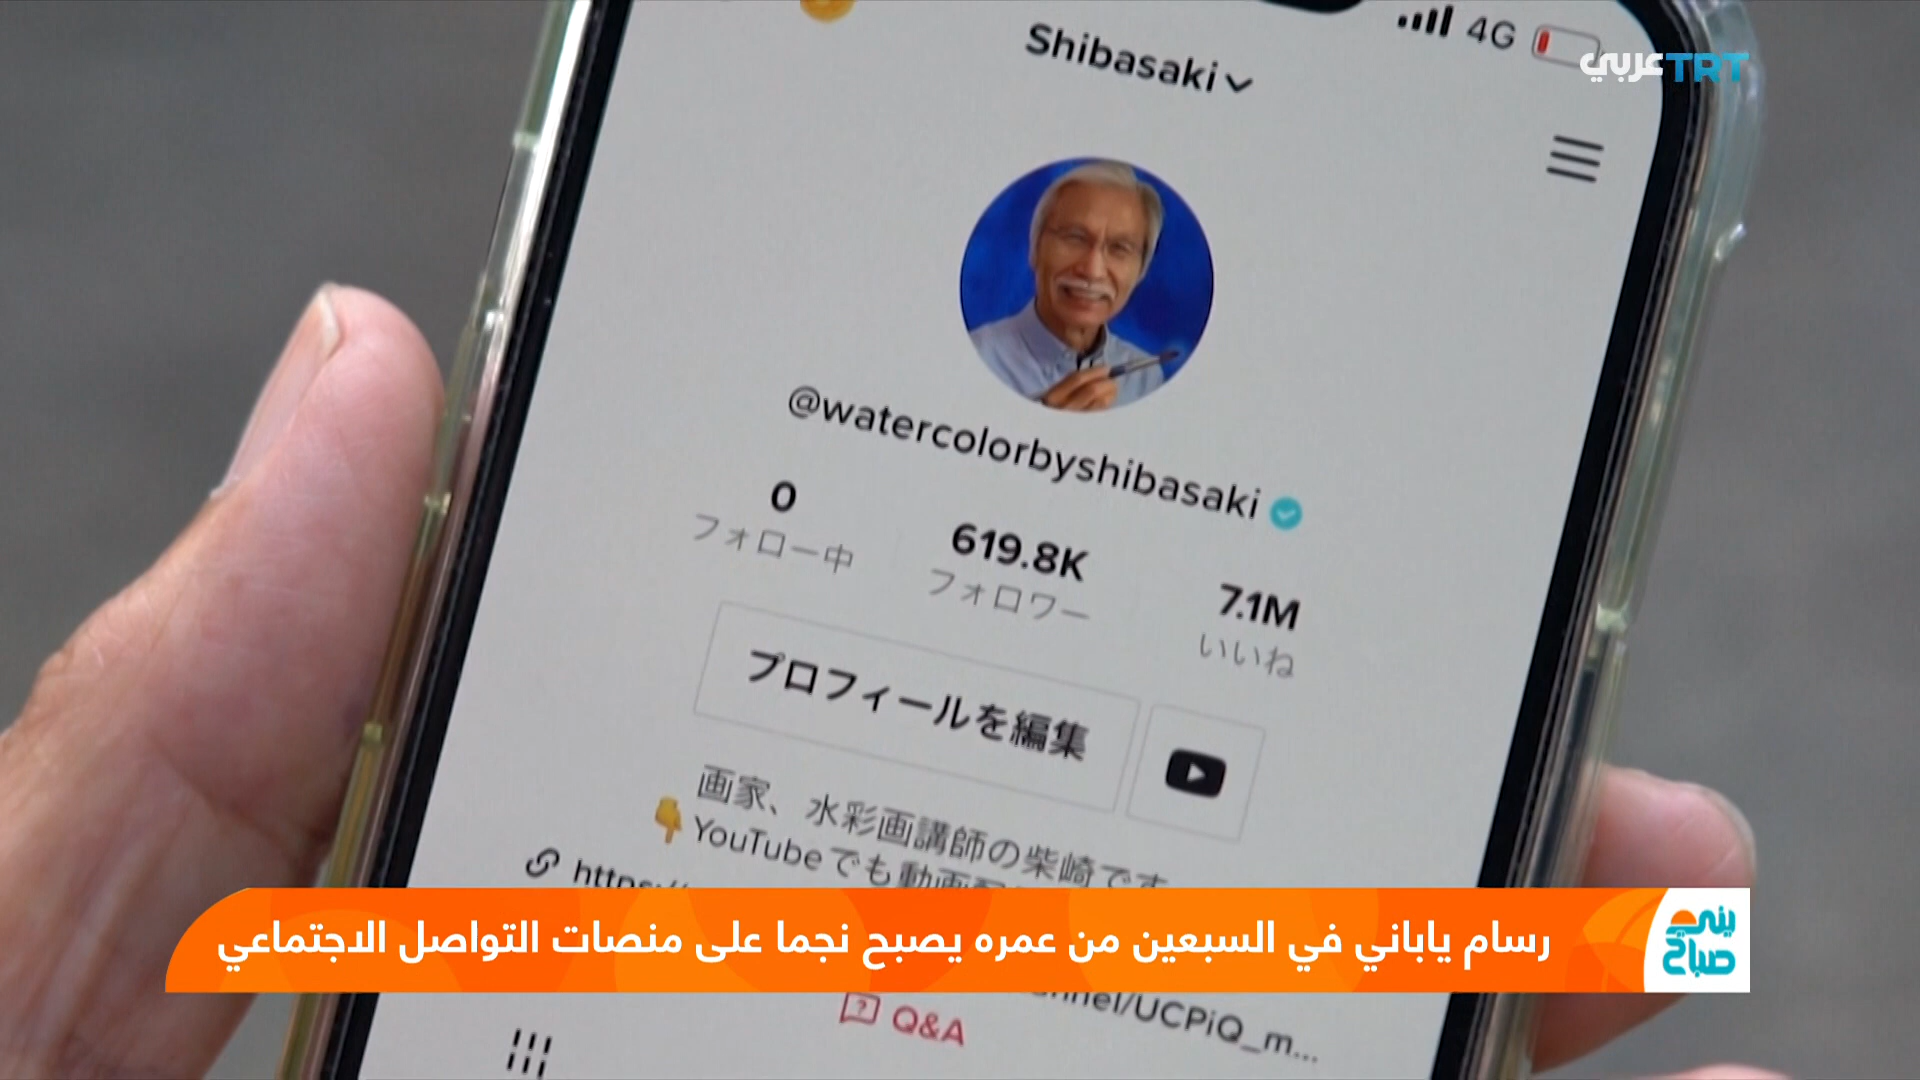 4G
عربي TRT
Shibasaki
@watercolorbyshibasaki
0
フォロー中
619.8K
フォロワー
7.1M
いいね
プロフィールを編集
画家、水彩画講師の柴崎です
YouTubeでも動画
https:/
رسام ياباني في السبعين من عمره يصبح نجما على منصات التواصل الاجتماعي
يني صباح
nnel/UCPiQ_m...
Q&A